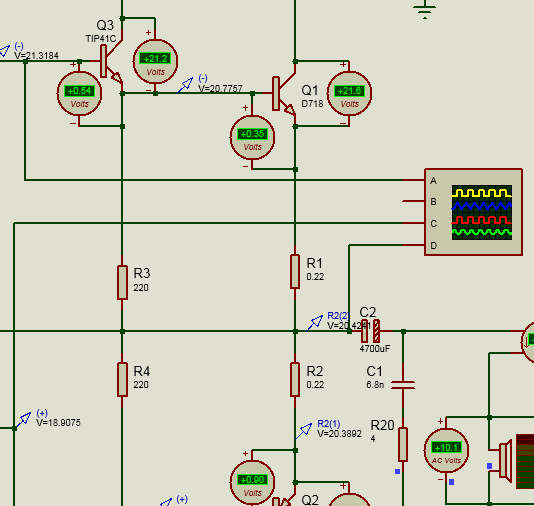 Q3
TIP41C
(-)
V=21.3184
+
+21.2
Volts
-
+
+0.54
Volts
-
(-)
V=20.7757
Q1
D718
+
+21.6
Volts
-
+
+0.35
Volts
-
A
B
C
D
R3
220
R1
0.22
R2(2)
V=20.4241
C2
4700uF
R4
220
R2
0.22
C1
6.8n
(+)
V=18.9075
R2(1)
V=20.3892
R20
4
+
+10.1
AC Volts
-
+
+0.90
Volts
(+)
Q2
+